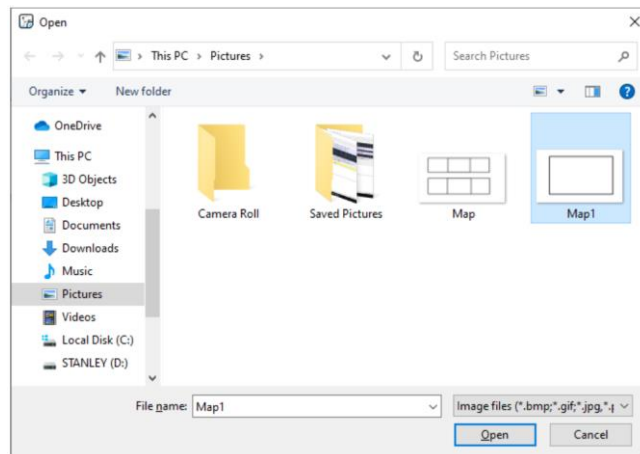 Open
This PC > Pictures >
Search Pictures
Organize
New folder
OneDrive
This PC
3D Objects
Desktop
Documents
Downloads
Music
Pictures
Videos
Local Disk (C:)
STANLEY (D:)
Camera Roll
Saved Pictures
Map
Map1
File name: Map1
Image files (*.bmp;*.gif;*.jpg,*.
Open
Cancel